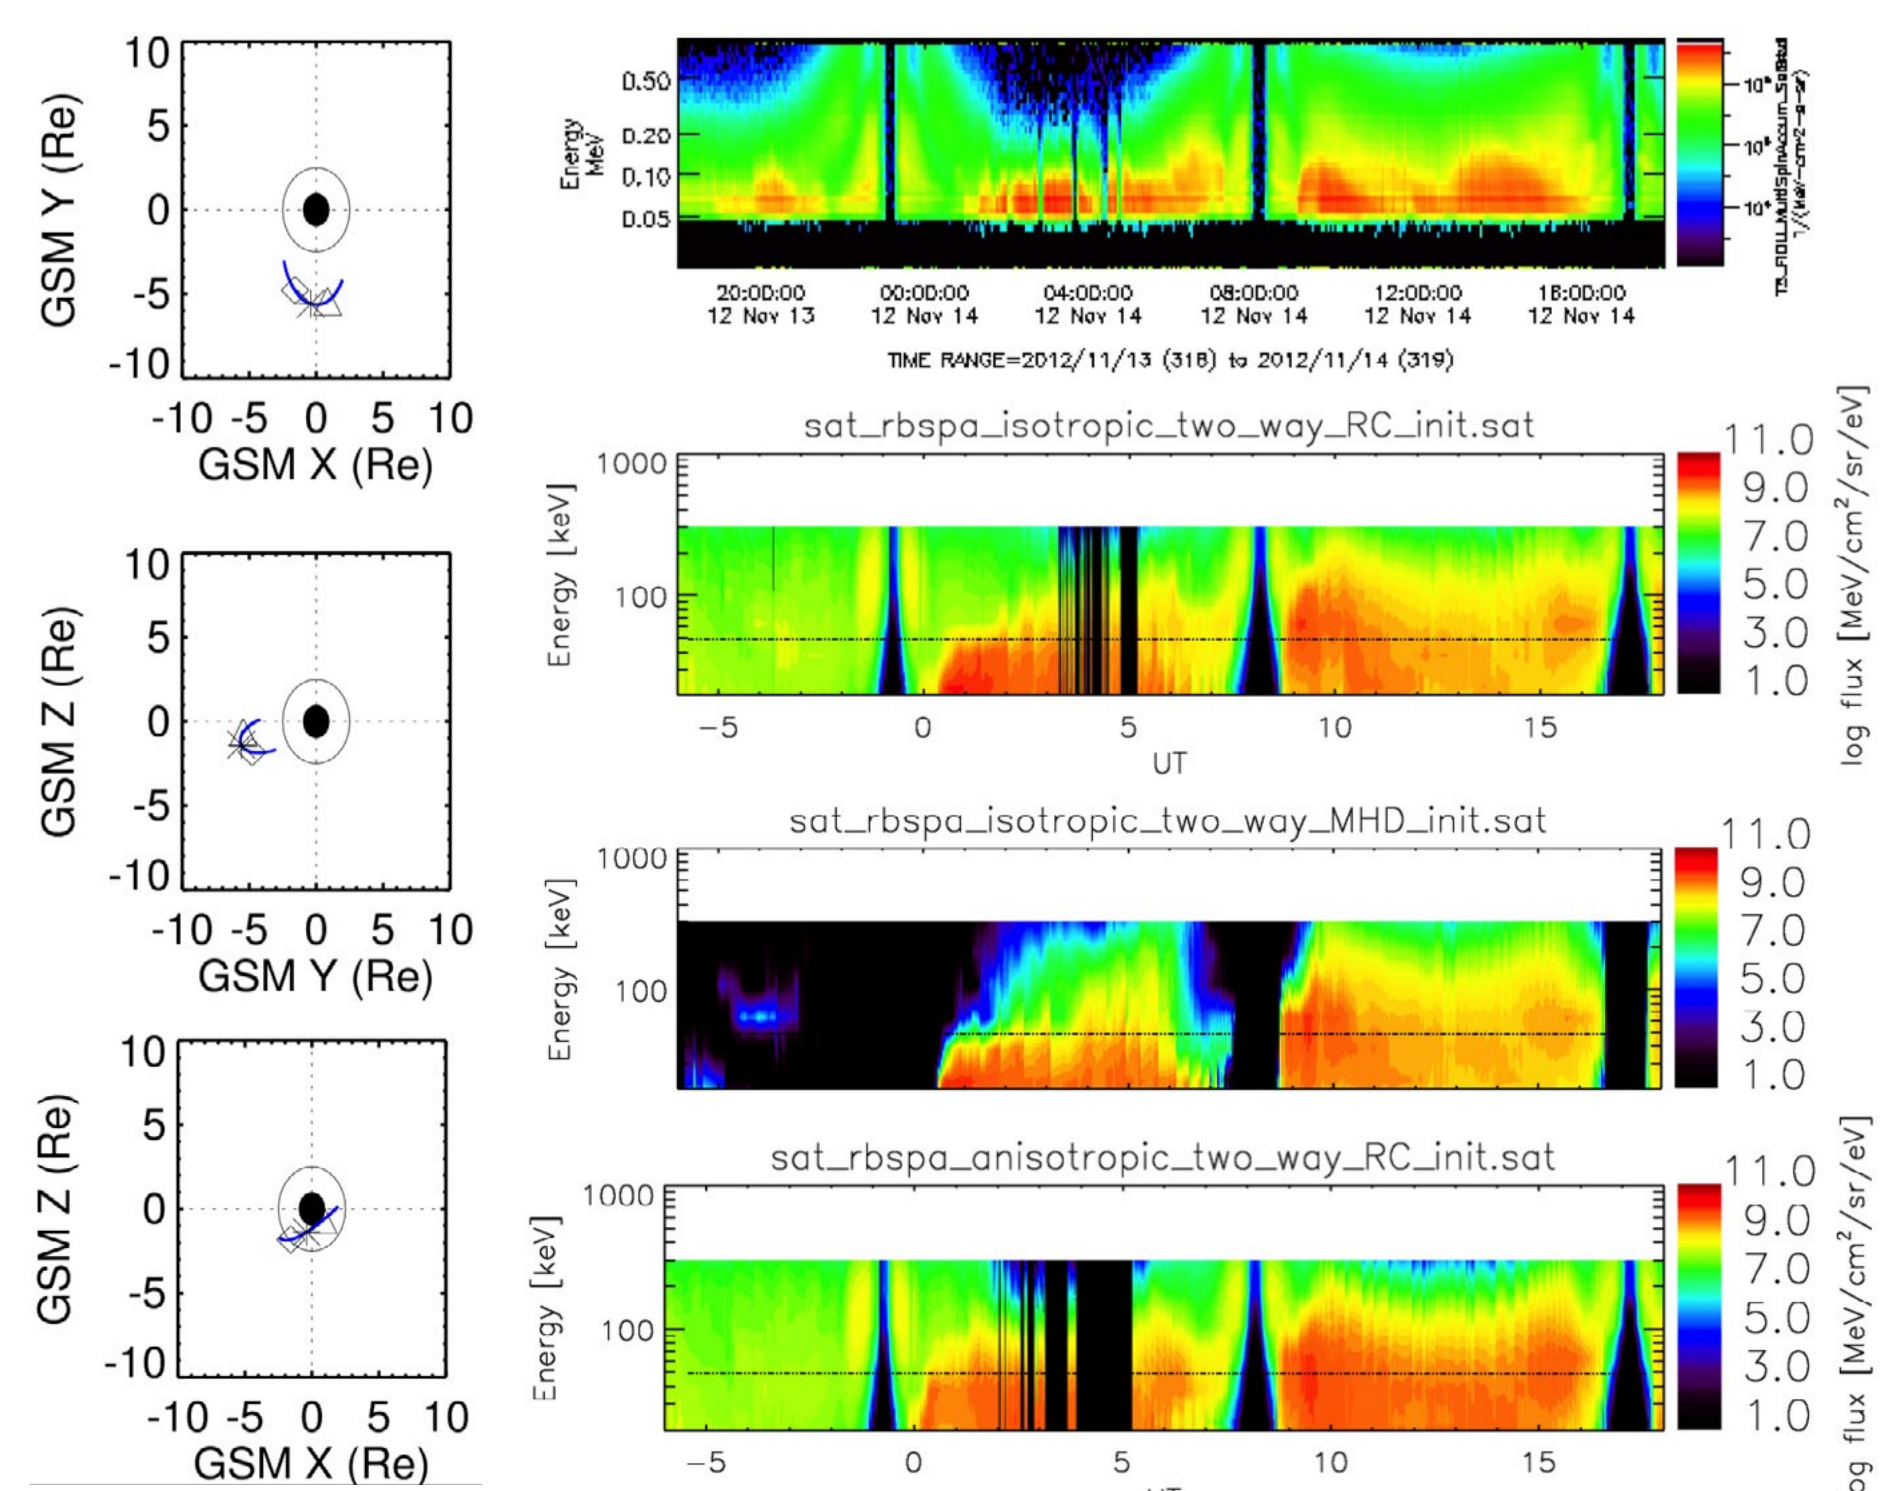 10
5
0
-5
-10
GSM Y (Re)
-10 -5 0 5 10
GSM X (Re)
10
5
0
-5
-10
GSM Z (Re)
-10 -5 0 5 10
GSM Y (Re)
10
5
0
-5
-10
GSM Z (Re)
-10 -5 0 5 10
GSM X (Re)
Energy
MeV
0.50
0.20
0.10
0.05
20:00:00 00:00:00 04:00:00 08:00:00 12:00:00 16:00:00
12 Nov 13 12 Nov 14 12 Nov 14 12 Nov 14 12 Nov 14 12 Nov 14
TIME RANGE=2012/11/13 (318) to 2012/11/14 (319)
sat_rbspa_isotropic_two_way_RC_init.sat
Energy [keV]
1000
100
-5 0 5 10 15
UT
11.0
9.0
7.0
5.0
3.0
1.0
log flux [MeV/cm²/sr/eV]
sat_rbspa_isotropic_two_way_MHD_init.sat
Energy [keV]
1000
100
11.0
9.0
7.0
5.0
3.0
1.0
sat_rbspa_anisotropic_two_way_RC_init.sat
Energy [keV]
1000
100
-5 0 5 10 15
11.0
9.0
7.0
5.0
3.0
1.0
log flux [MeV/cm²/sr/eV]